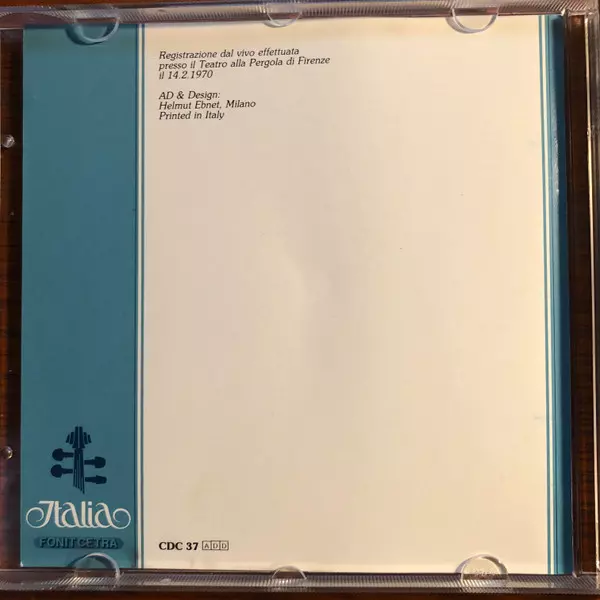 Registrazione dal vivo effettuata
presso il Teatro alla Pergola di Firenze
il 14.2.1970
AD & Design:
Helmut Ebnet, Milano
Printed in Italy
Italia
FONIT CETRA
CDC 37 ADD